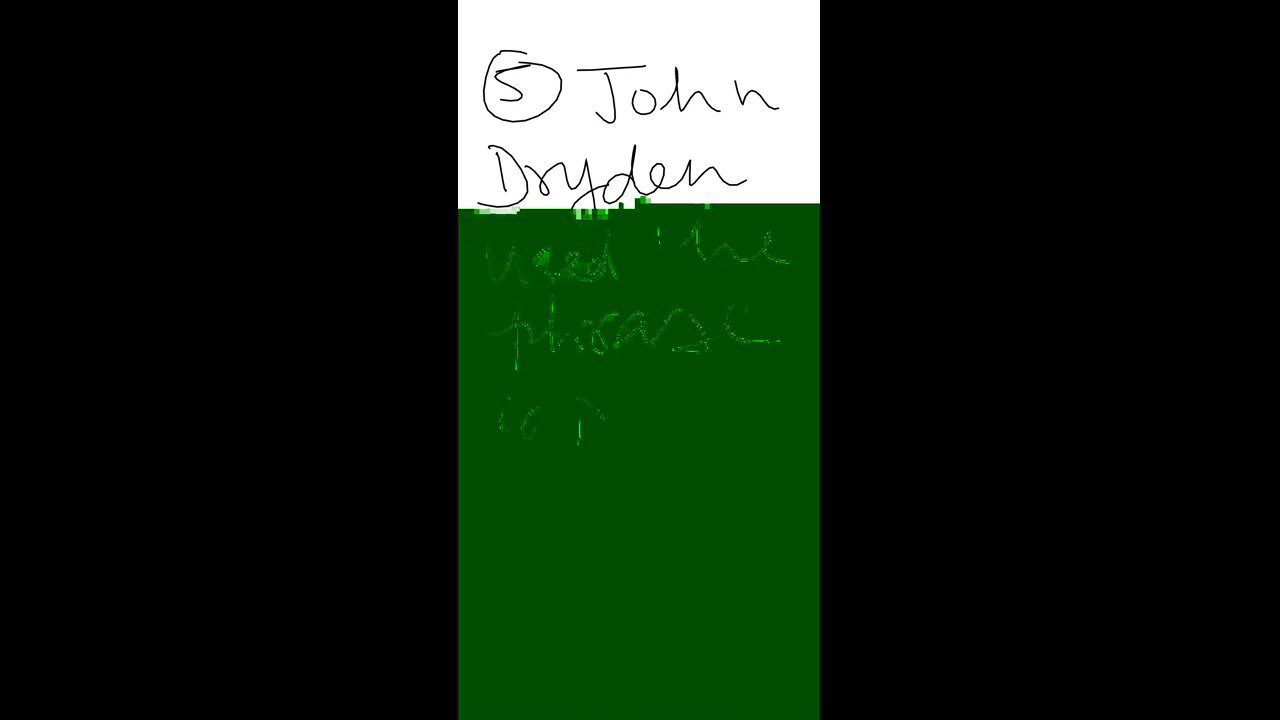 ⑤ John
Dryden
used the
phrase